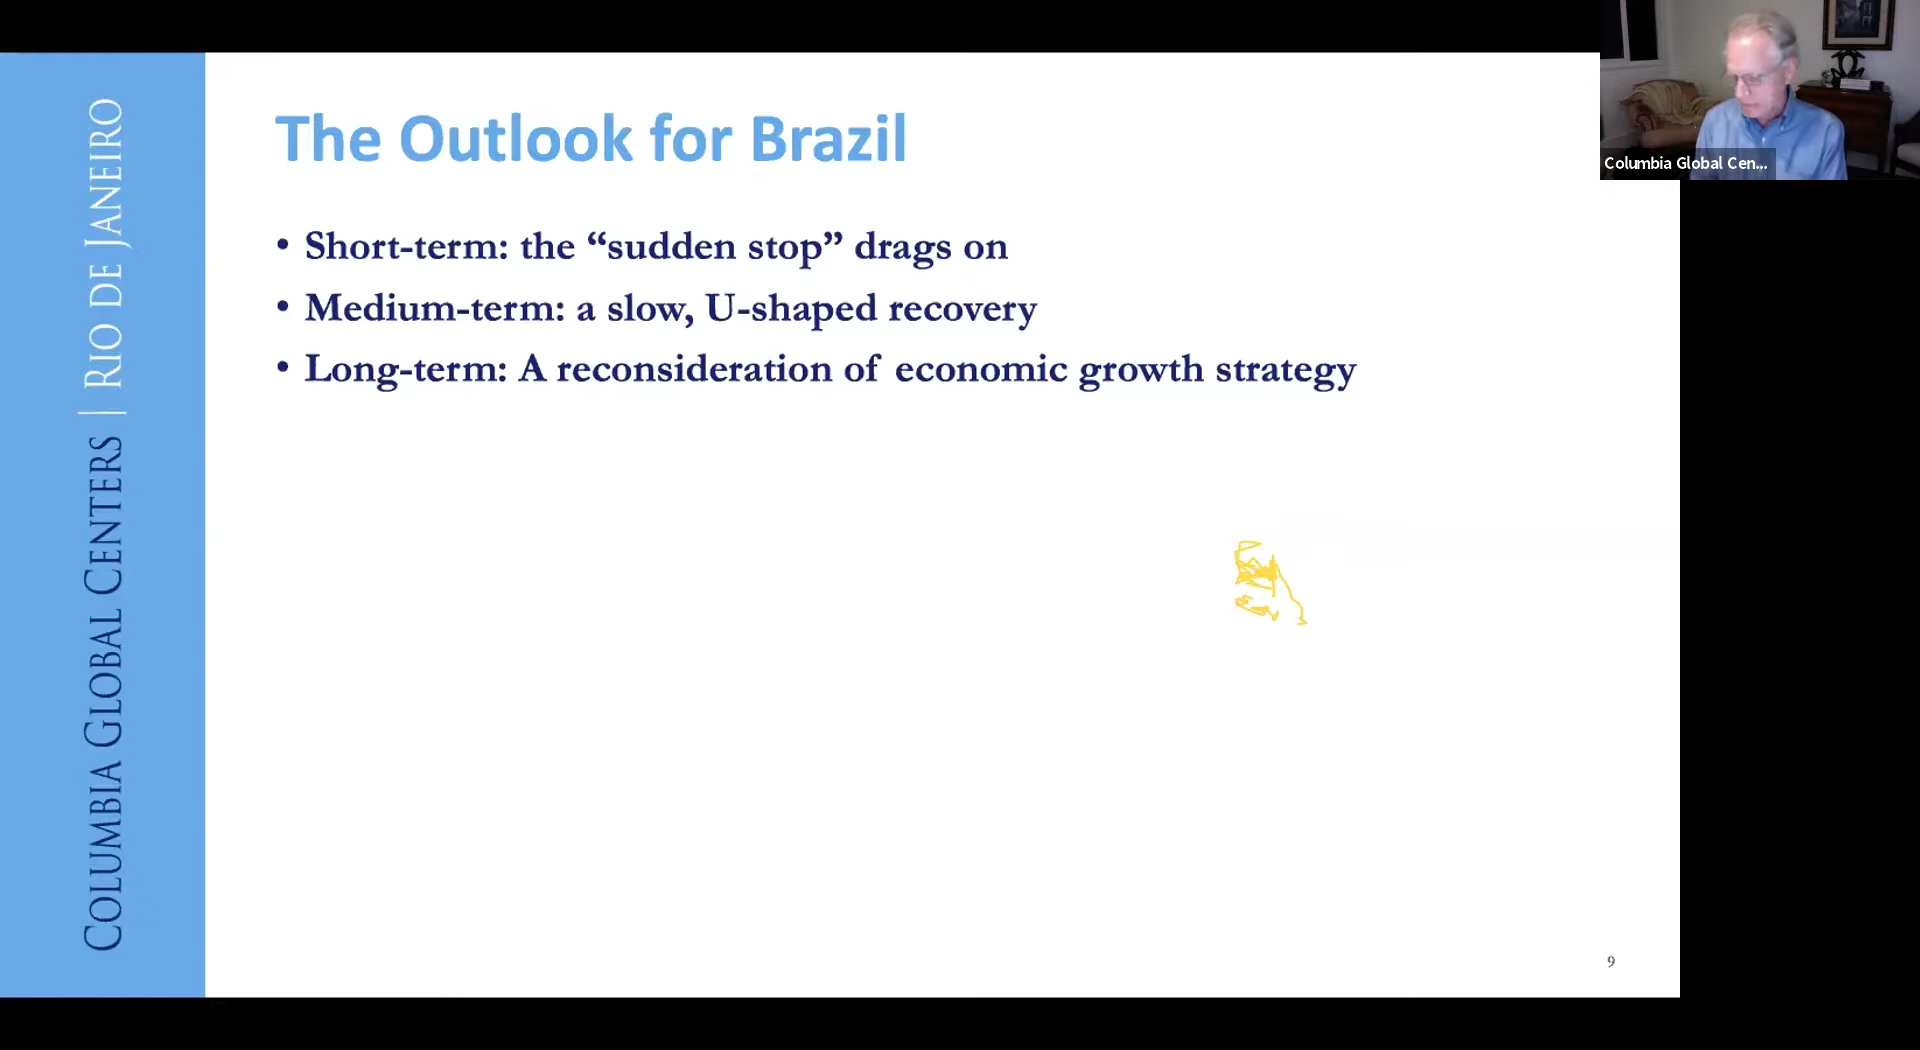 COLUMBIA GLOBAL CENTERS | RIO DE JANEIRO
The Outlook for Brazil
• Short-term: the “sudden stop” drags on
• Medium-term: a slow, U-shaped recovery
• Long-term: A reconsideration of economic growth strategy
Columbia Global Cen...
9